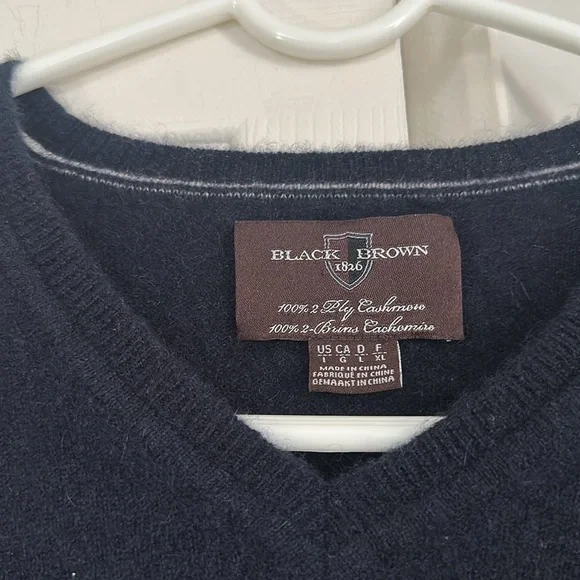 BLACK BROWN
1826
100% 2 Ply Cashmere
100% 2-Brins Cachemire
US CA D F
I G L XL
MADE IN CHINA
FABRIQUÉ EN CHINE
GEMAAKT IN CHINA